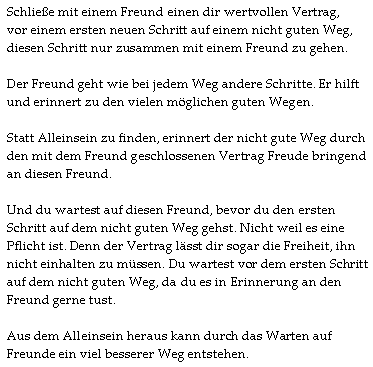 Schließe mit einem Freund einen dir wertvollen Vertrag,
vor einem ersten neuen Schritt auf einem nicht guten Weg,
diesen Schritt nur zusammen mit einem Freund zu gehen.
Der Freund geht wie bei jedem Weg andere Schritte. Er hilft
und erinnert zu den vielen möglichen guten Wegen.
Statt Alleinsein zu finden, erinnert der nicht gute Weg durch
den mit dem Freund geschlossenen Vertrag Freude bringend
an diesen Freund.
Und du wartest auf diesen Freund, bevor du den ersten
Schritt auf dem nicht guten Weg gehst. Nicht weil es eine
Pflicht ist. Denn der Vertrag lässt dir sogar die Freiheit, ihn
nicht einhalten zu müssen. Du wartest vor dem ersten Schritt
auf dem nicht guten Weg, da du es in Erinnerung an den
Freund gerne tust.
Aus dem Alleinsein heraus kann durch das Warten auf
Freunde ein viel besserer Weg entstehen.